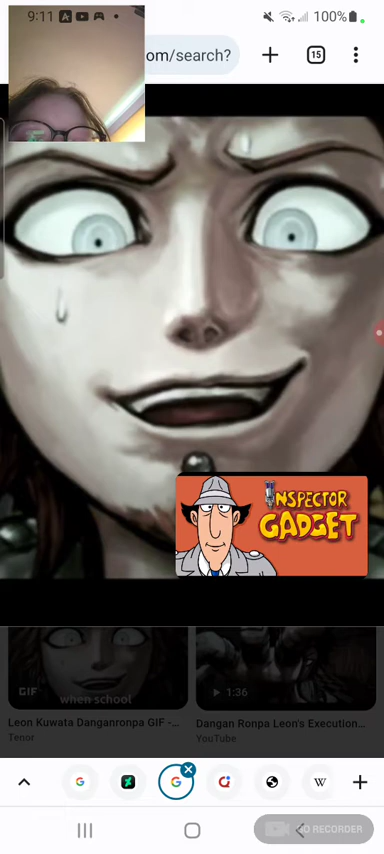 9:11
100%
om/search?
15
INSPECTOR
GADGET
GIF
when school
1:36
Leon Kuwata Danganronpa GIF -...
Tenor
Dangan Ronpa Leon's Execution...
YouTube
GO RECORDER